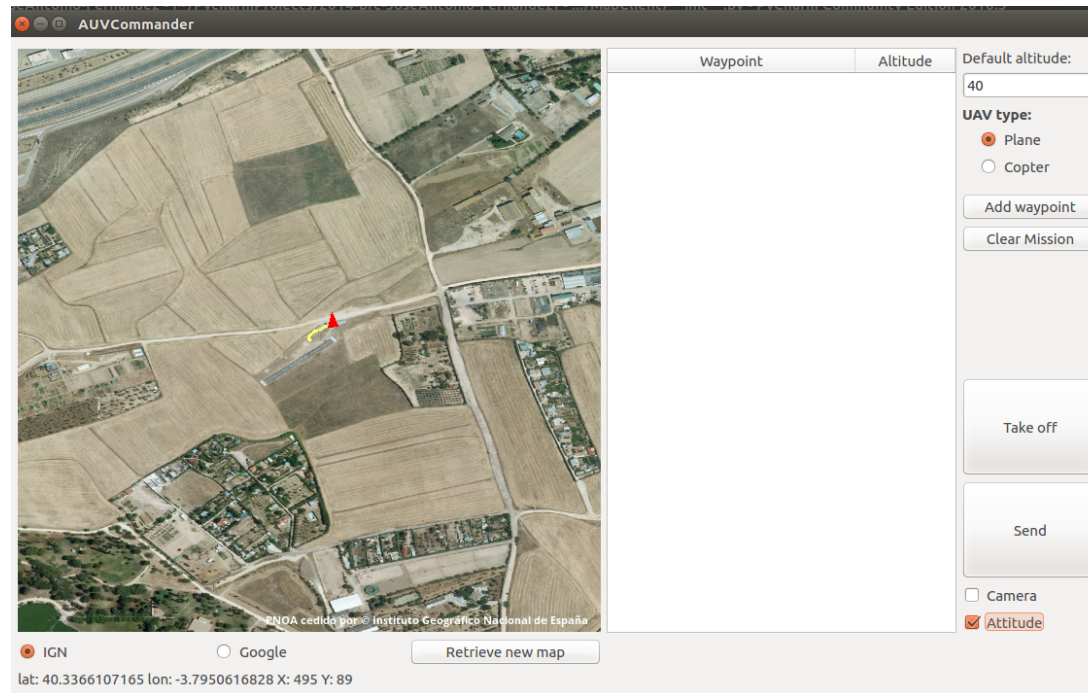 AUVCommander
Waypoint Altitude
Default altitude:
40
UAV type:
Plane
Copter
Add waypoint
Clear Mission
Take off
Send
Camera
Attitude
PNOA cedido por © Instituto Geográfico Nacional de España
IGN Google Retrieve new map
lat: 40.3366107165 lon: -3.7950616828 X: 495 Y: 89